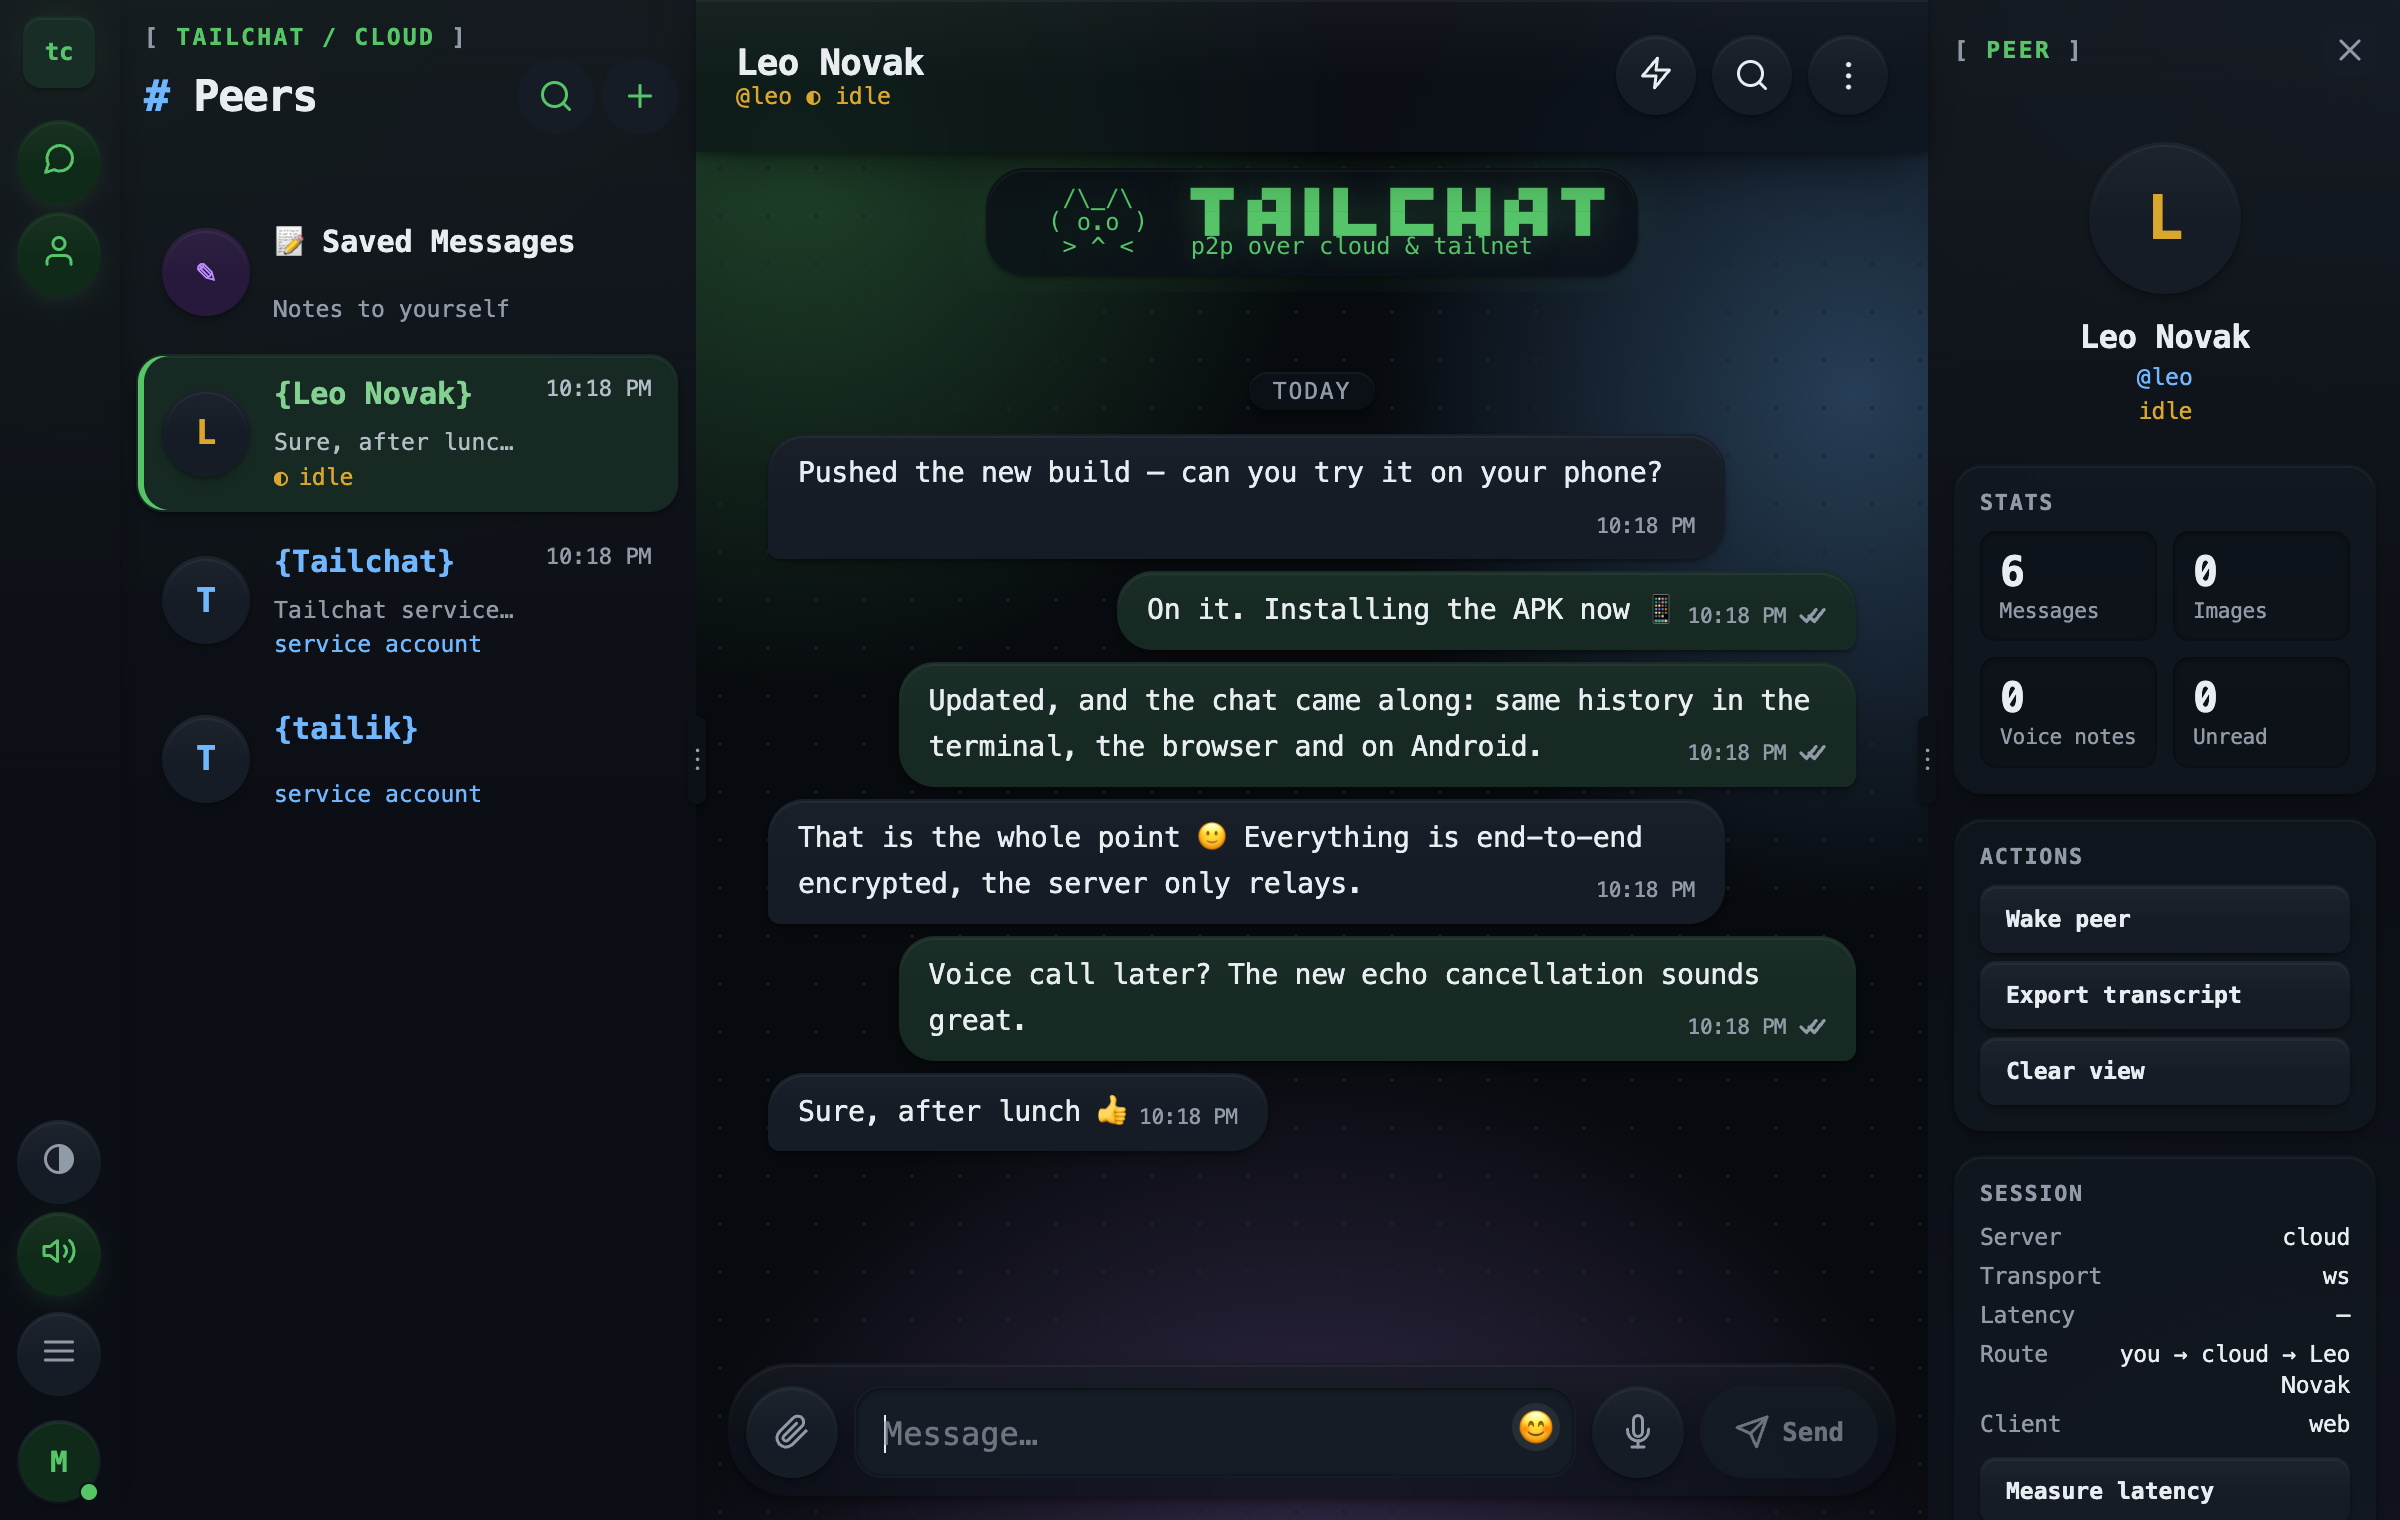 tc
[ TAILCHAT / CLOUD ]
# Peers
✎
📝 Saved Messages
Notes to yourself
L
{Leo Novak}
10:18 PM
Sure, after lunc…
◐ idle
T
{Tailchat}
10:18 PM
Tailchat service…
service account
T
{tailik}
service account
M
Leo Novak
@leo ◐ idle
/\_/\
( o.o )
> ^ <
TAILCHAT
p2p over cloud & tailnet
TODAY
Pushed the new build — can you try it on your phone?
10:18 PM
On it. Installing the APK now 📱 10:18 PM
Updated, and the chat came along: same history in the
terminal, the browser and on Android.
10:18 PM
That is the whole point 🙂 Everything is end-to-end
encrypted, the server only relays.
10:18 PM
Voice call later? The new echo cancellation sounds
great.
10:18 PM
Sure, after lunch 👍 10:18 PM
Message…
Send
[ PEER ]
L
Leo Novak
@leo
idle
STATS
6
Messages
0
Images
0
Voice notes
0
Unread
ACTIONS
Wake peer
Export transcript
Clear view
SESSION
Server cloud
Transport ws
Latency —
Route you → cloud → Leo
Novak
Client web
Measure latency